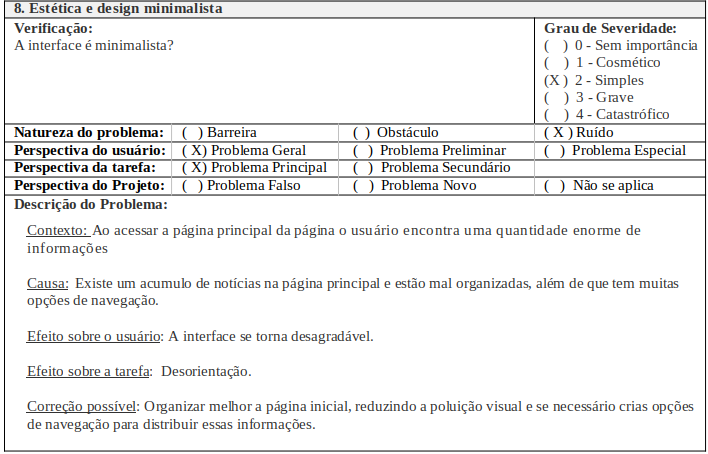 8. Estética e design minimalista
Verificação:
A interface é minimalista?
Grau de Severidade:
(   ) 0 - Sem importância
(   ) 1 - Cosmético
(X ) 2 - Simples
(   ) 3 - Grave
(   ) 4 - Catastrófico
Natureza do problema: (   ) Barreira (   ) Obstáculo ( X ) Ruído
Perspectiva do usuário: ( X) Problema Geral (   ) Problema Preliminar (   ) Problema Especial
Perspectiva da tarefa: ( X) Problema Principal (   ) Problema Secundário
Perspectiva do Projeto: (   ) Problema Falso (   ) Problema Novo (   ) Não se aplica
Descrição do Problema:
Contexto: Ao acessar a página principal da página o usuário encontra uma quantidade enorme de
informações
Causa: Existe um acumulo de notícias na página principal e estão mal organizadas, além de que tem muitas
opções de navegação.
Efeito sobre o usuário: A interface se torna desagradável.
Efeito sobre a tarefa: Desorientação.
Correção possível: Organizar melhor a página inicial, reduzindo a poluição visual e se necessário crias opções
de navegação para distribuir essas informações.